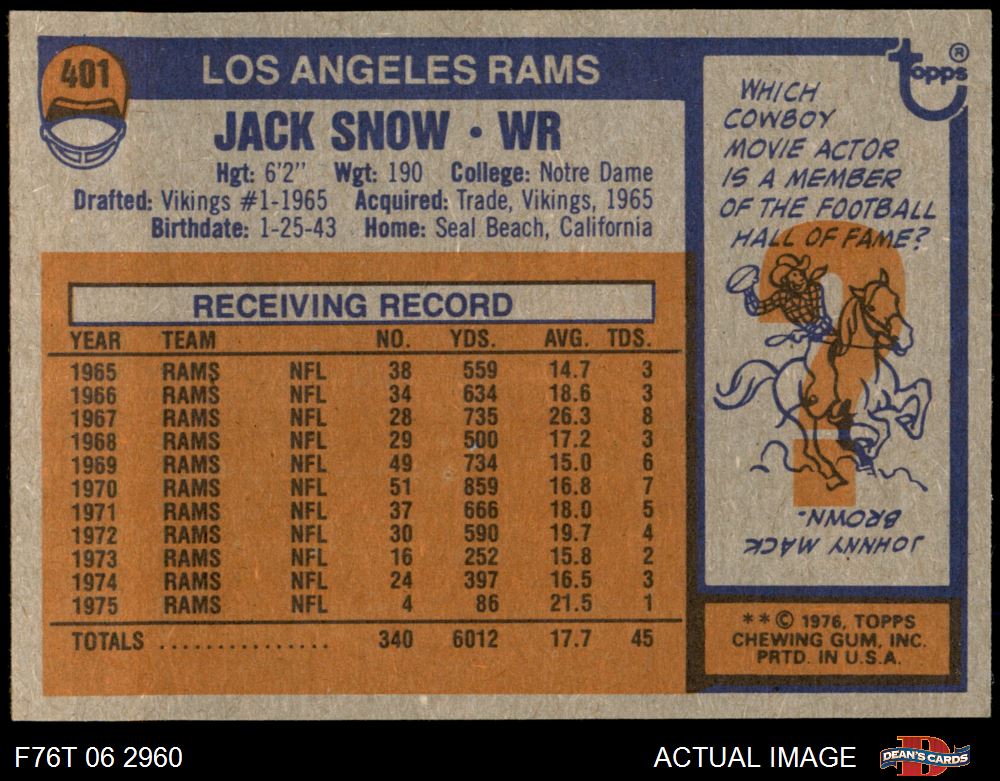 401
LOS ANGELES RAMS
JACK SNOW • WR
Hgt: 6'2" Wgt: 190 College: Notre Dame
Drafted: Vikings #1-1965 Acquired: Trade, Vikings, 1965
Birthdate: 1-25-43 Home: Seal Beach, California
RECEIVING RECORD
YEAR TEAM NO. YDS. AVG. TDS.
1965 RAMS NFL 38 559 14.7 3
1966 RAMS NFL 34 634 18.6 3
1967 RAMS NFL 28 735 26.3 8
1968 RAMS NFL 29 500 17.2 3
1969 RAMS NFL 49 734 15.0 6
1970 RAMS NFL 51 859 16.8 7
1971 RAMS NFL 37 666 18.0 5
1972 RAMS NFL 30 590 19.7 4
1973 RAMS NFL 16 252 15.8 2
1974 RAMS NFL 24 397 16.5 3
1975 RAMS NFL 4 86 21.5 1
TOTALS ............... 340 6012 17.7 45
topps®
WHICH
COWBOY
MOVIE ACTOR
IS A MEMBER
OF THE FOOTBALL
HALL OF FAME?
?
JOHNNY MACK
BROWN.
** © 1976, TOPPS
CHEWING GUM, INC.
PRTD. IN U.S.A.
F76T 06 2960
ACTUAL IMAGE
D
DEAN'S CARDS